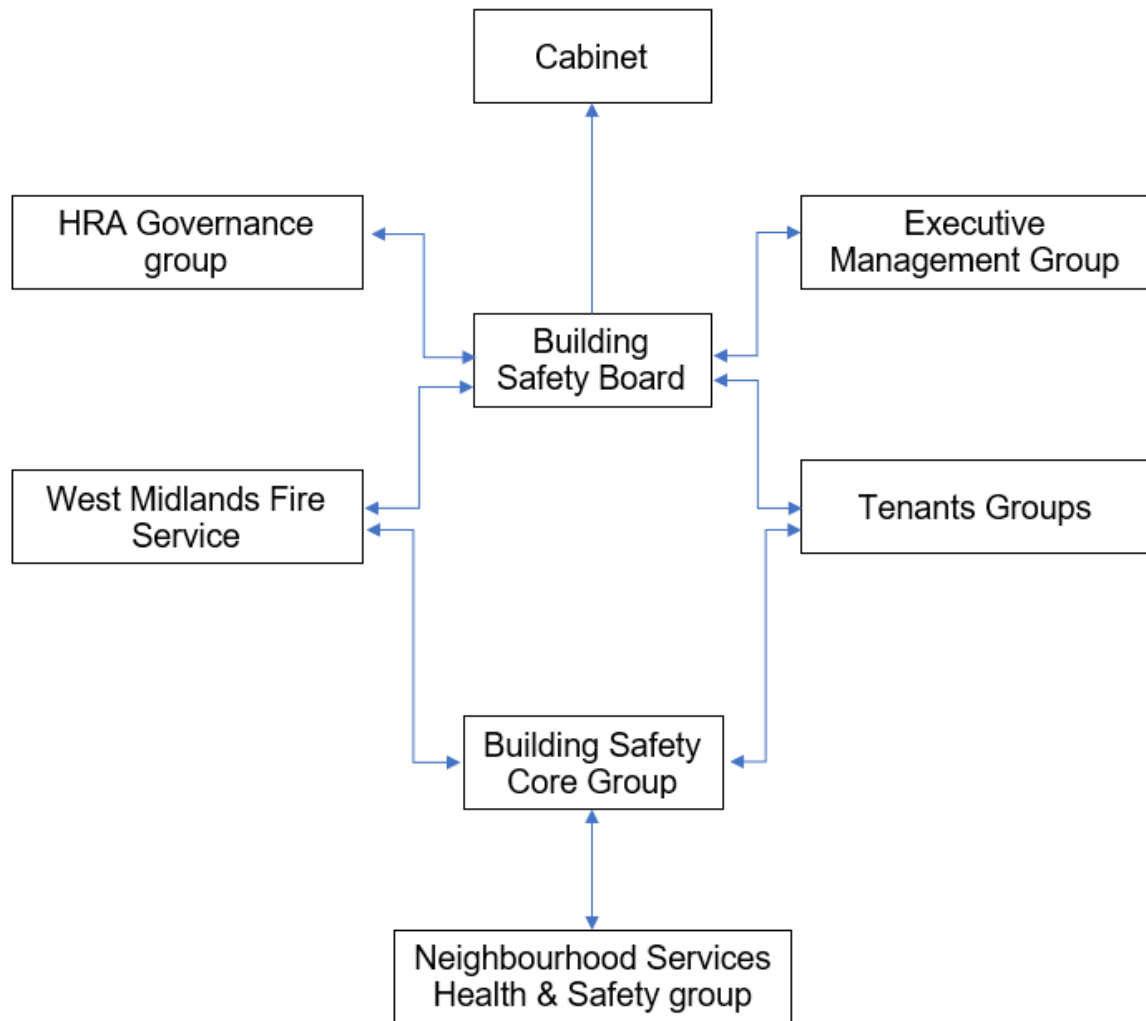 Cabinet
HRA Governance
group
Executive
Management Group
Building
Safety Board
West Midlands Fire
Service
Tenants Groups
Building Safety
Core Group
Neighbourhood Services
Health & Safety group